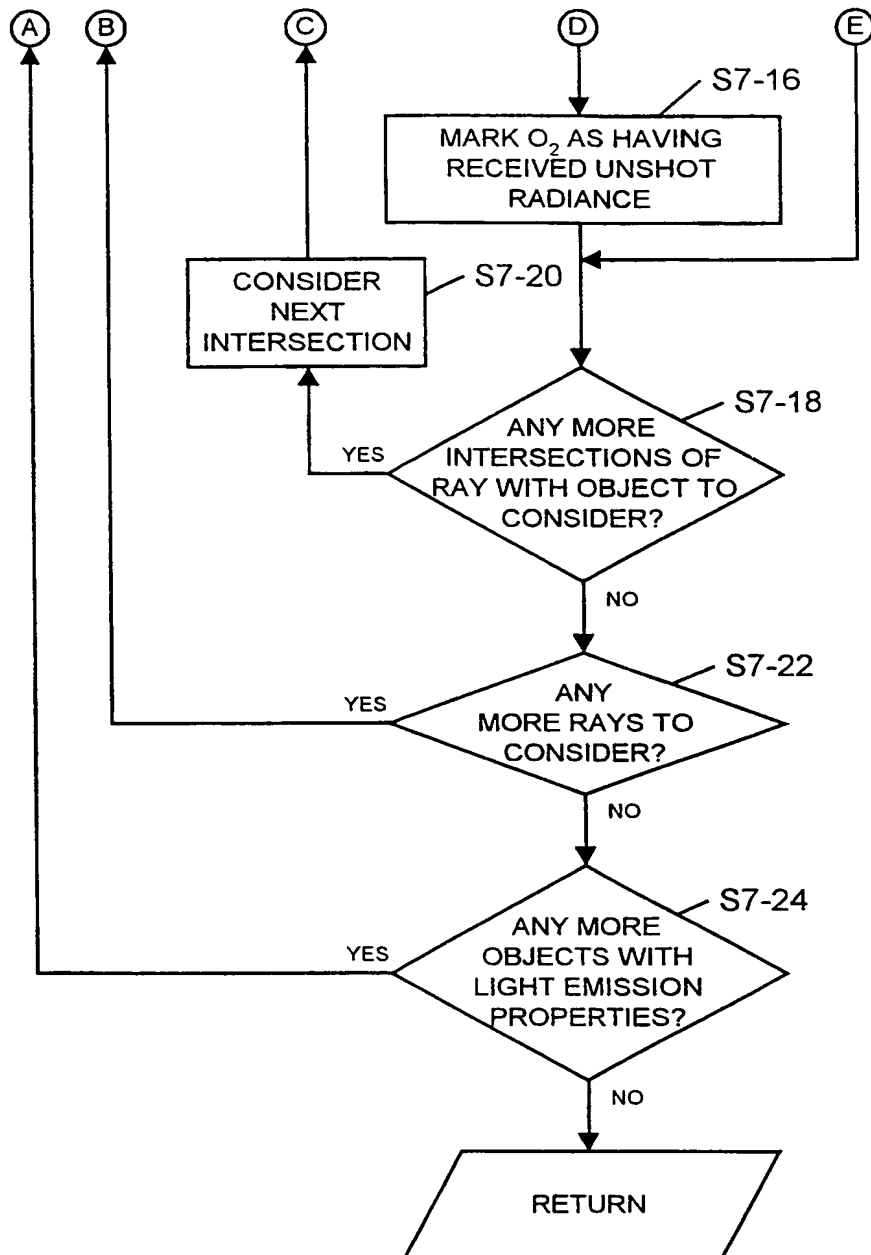 A B C D E
S7-16
MARK O₂ AS HAVING
RECEIVED UNSHOT
RADIANCE
CONSIDER
NEXT
INTERSECTION
S7-20
S7-18
ANY MORE
INTERSECTIONS OF
RAY WITH OBJECT TO
CONSIDER?
YES
NO
S7-22
ANY
MORE RAYS TO
CONSIDER?
YES
NO
S7-24
ANY MORE
OBJECTS WITH
LIGHT EMISSION
PROPERTIES?
YES
NO
RETURN